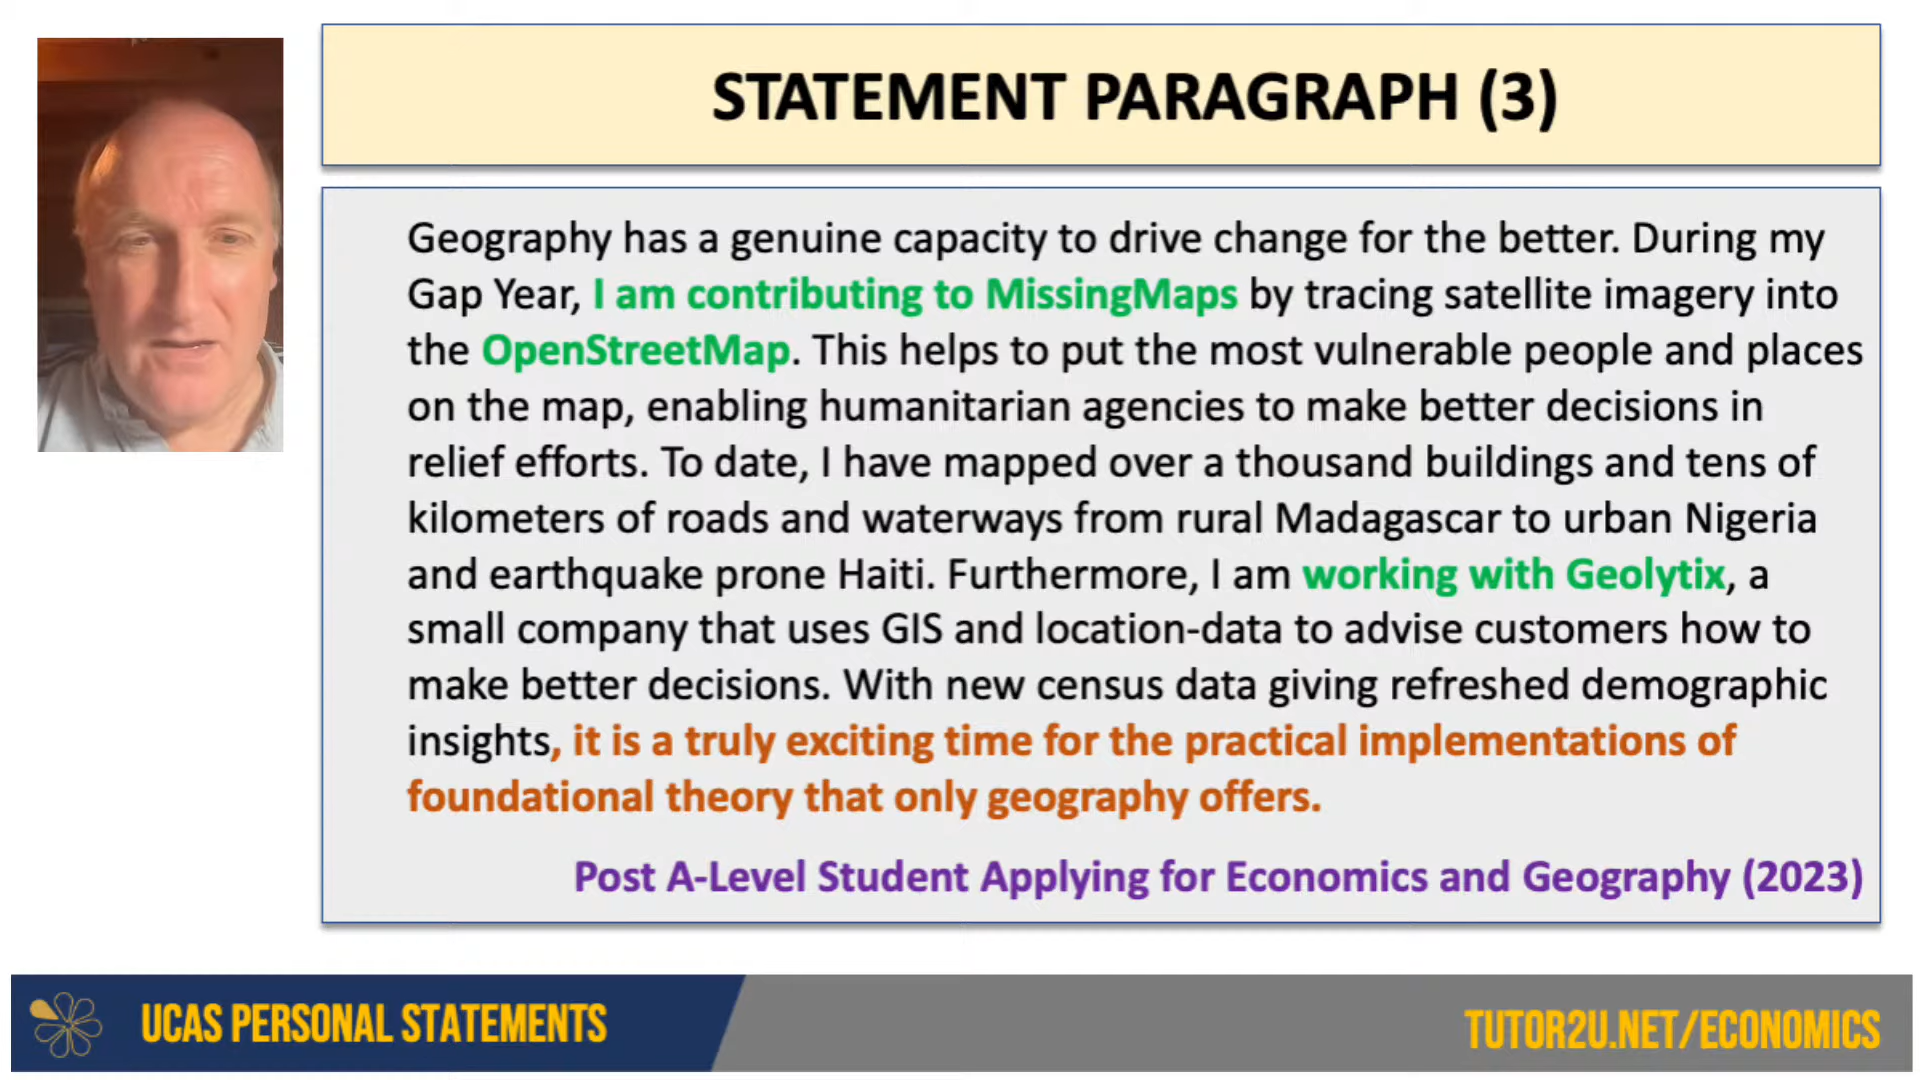 STATEMENT PARAGRAPH (3)
Geography has a genuine capacity to drive change for the better. During my
Gap Year, I am contributing to MissingMaps by tracing satellite imagery into
the OpenStreetMap. This helps to put the most vulnerable people and places
on the map, enabling humanitarian agencies to make better decisions in
relief efforts. To date, I have mapped over a thousand buildings and tens of
kilometers of roads and waterways from rural Madagascar to urban Nigeria
and earthquake prone Haiti. Furthermore, I am working with Geolytix, a
small company that uses GIS and location-data to advise customers how to
make better decisions. With new census data giving refreshed demographic
insights, it is a truly exciting time for the practical implementations of
foundational theory that only geography offers.
Post A-Level Student Applying for Economics and Geography (2023)
UCAS PERSONAL STATEMENTS
TUTOR2U.NET/ECONOMICS